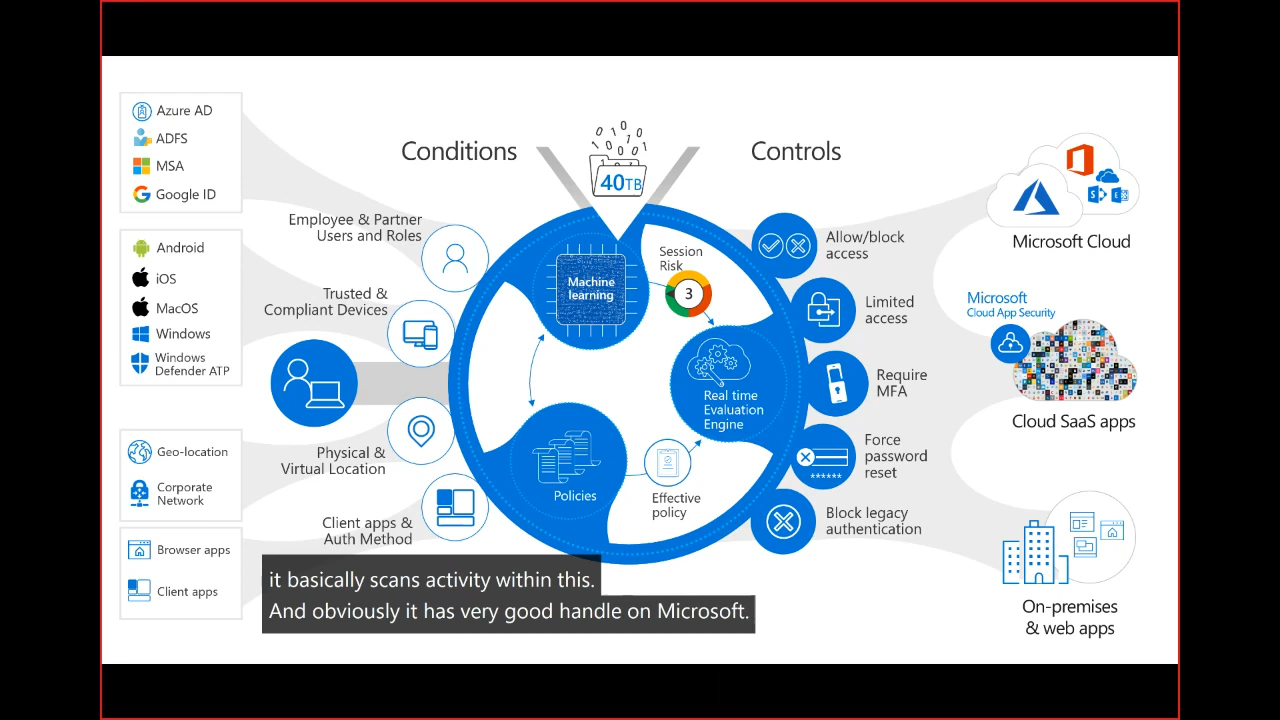 Azure AD
ADFS
MSA
Google ID
Android
iOS
MacOS
Windows
Windows
Defender ATP
Geo-location
Corporate
Network
Browser apps
Client apps
Conditions
Employee & Partner
Users and Roles
Trusted &
Compliant Devices
Physical &
Virtual Location
Client apps &
Auth Method
40TB
Machine
learning
Session
Risk
3
Real time
Evaluation
Engine
Policies
Effective
policy
Controls
Allow/block
access
Limited
access
Require
MFA
Force
password
reset
******
Block legacy
authentication
Microsoft Cloud
Microsoft
Cloud App Security
Cloud SaaS apps
On-premises
& web apps
it basically scans activity within this.
And obviously it has very good handle on Microsoft.